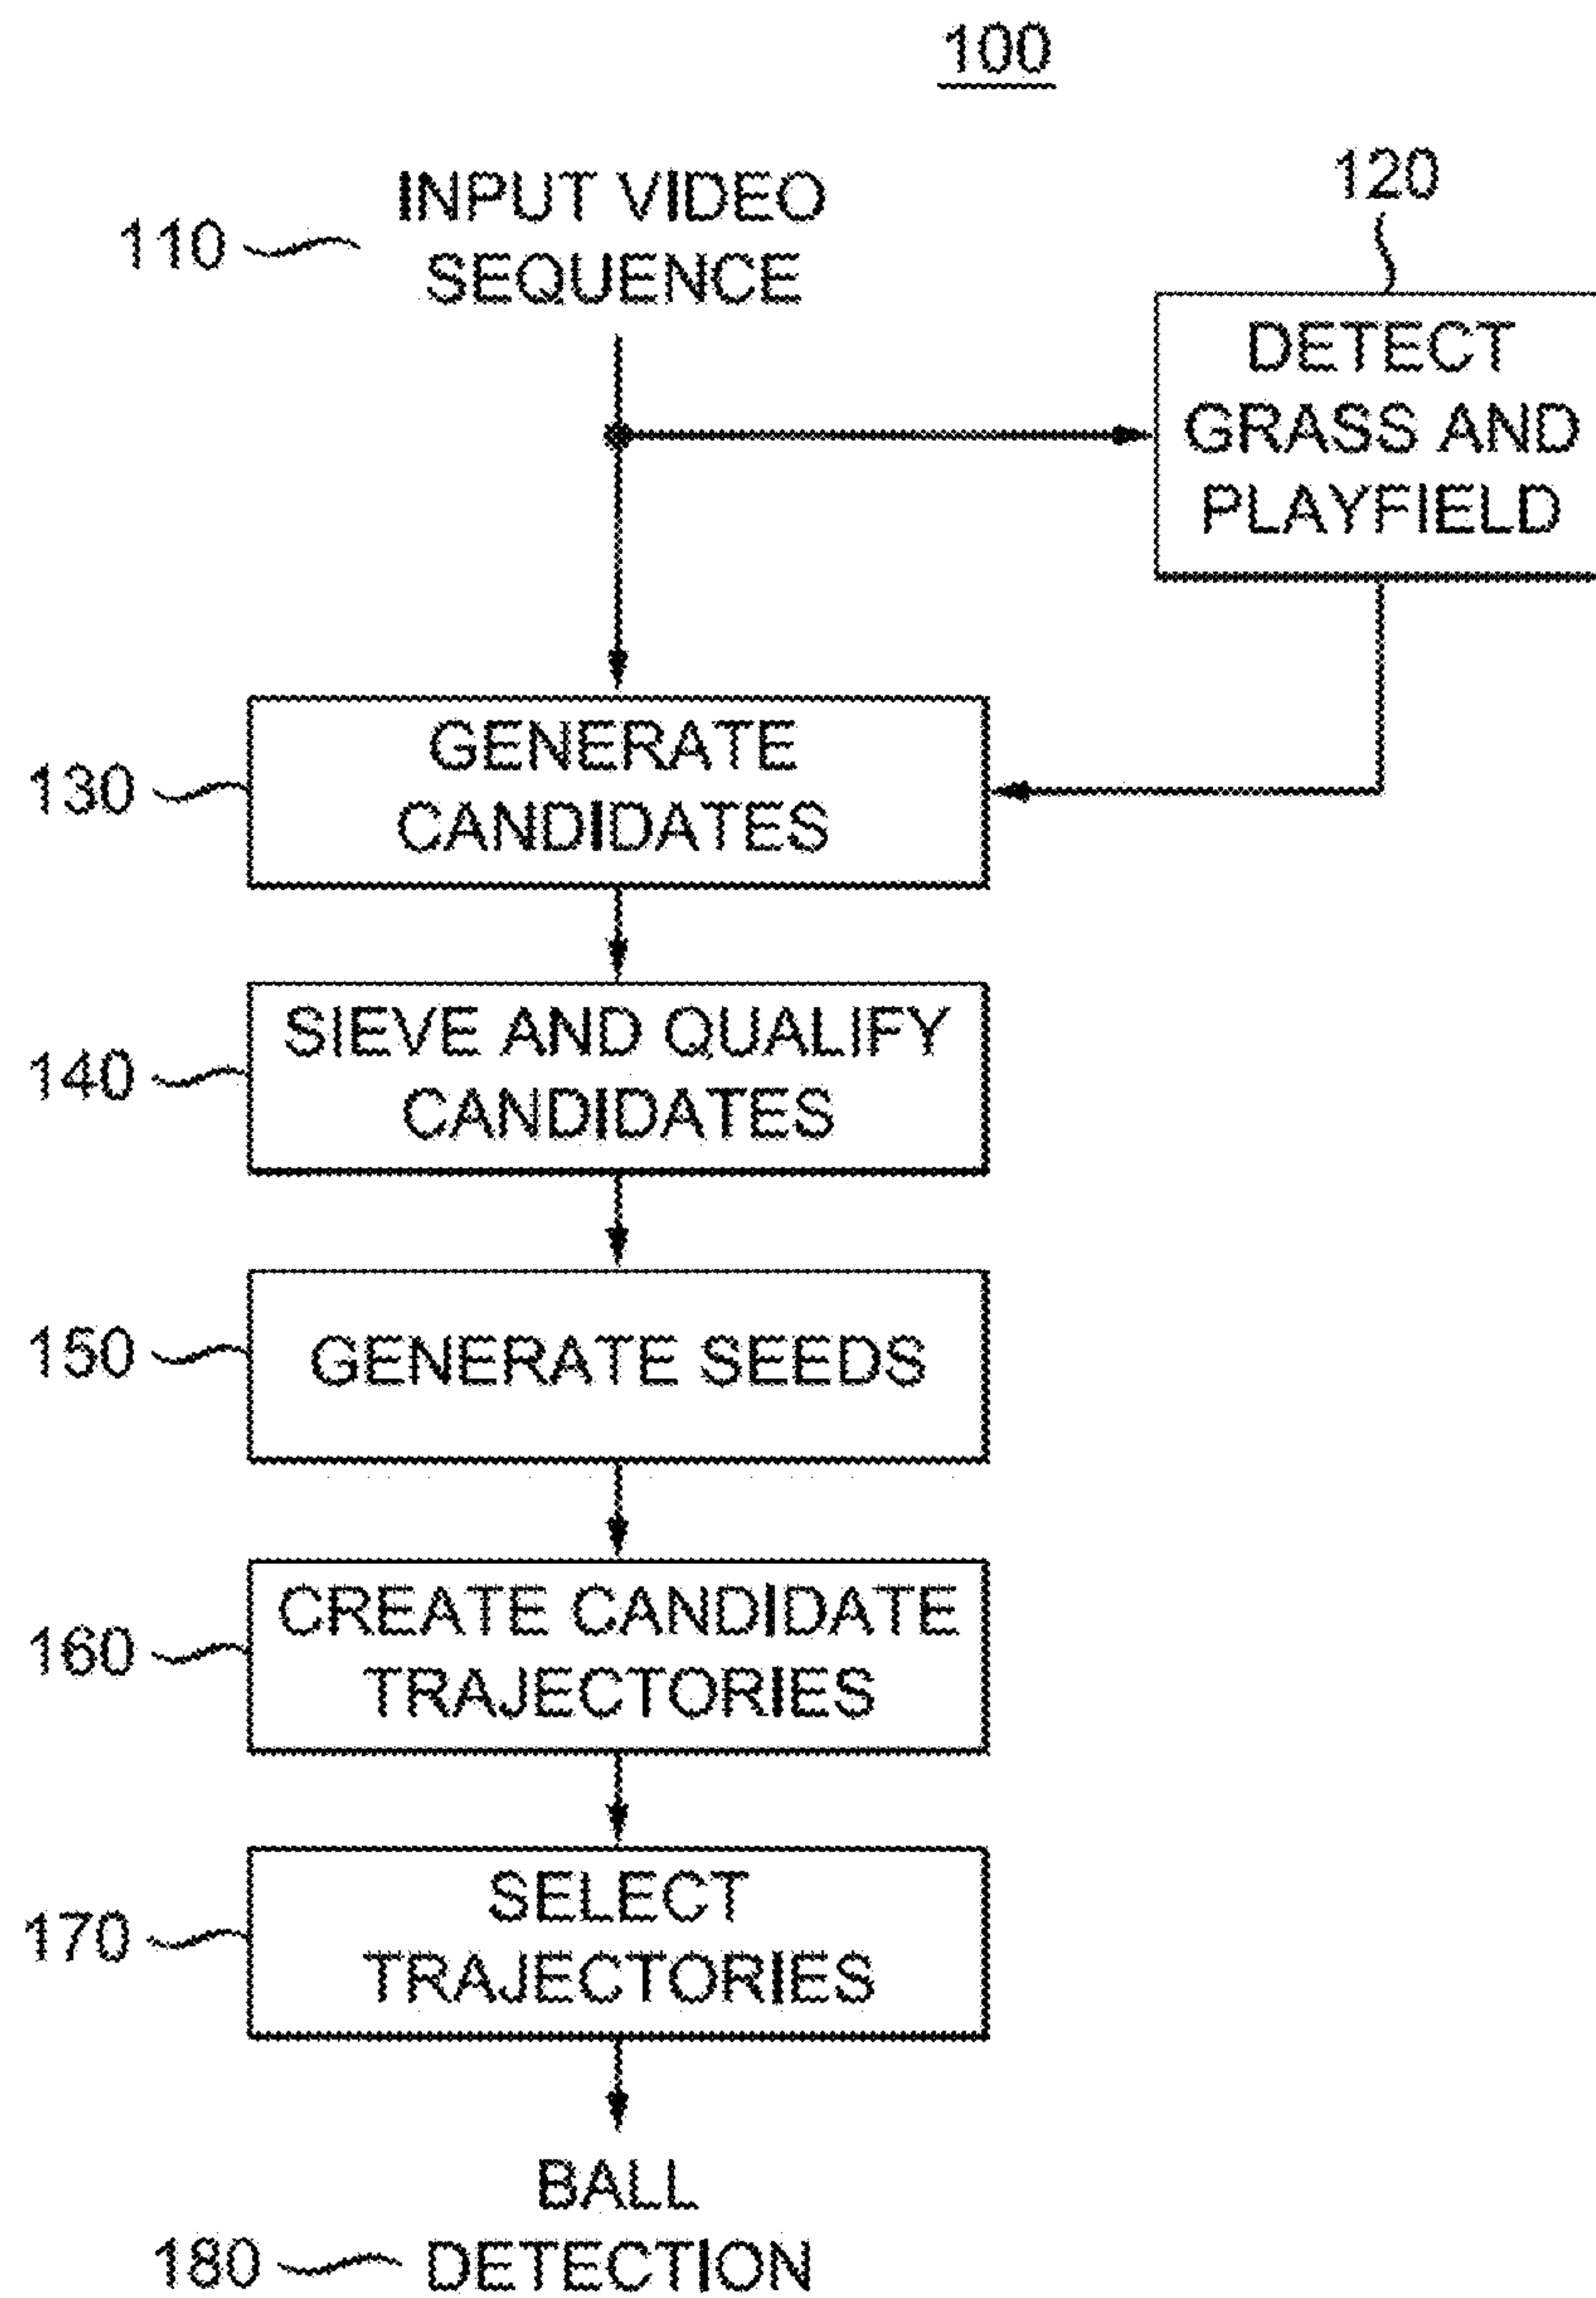 100
110
INPUT VIDEO
SEQUENCE
120
DETECT
GRASS AND
PLAYFIELD
130
GENERATE
CANDIDATES
140
SIEVE AND QUALIFY
CANDIDATES
150
GENERATE SEEDS
160
CREATE CANDIDATE
TRAJECTORIES
170
SELECT
TRAJECTORIES
BALL
180
DETECTION